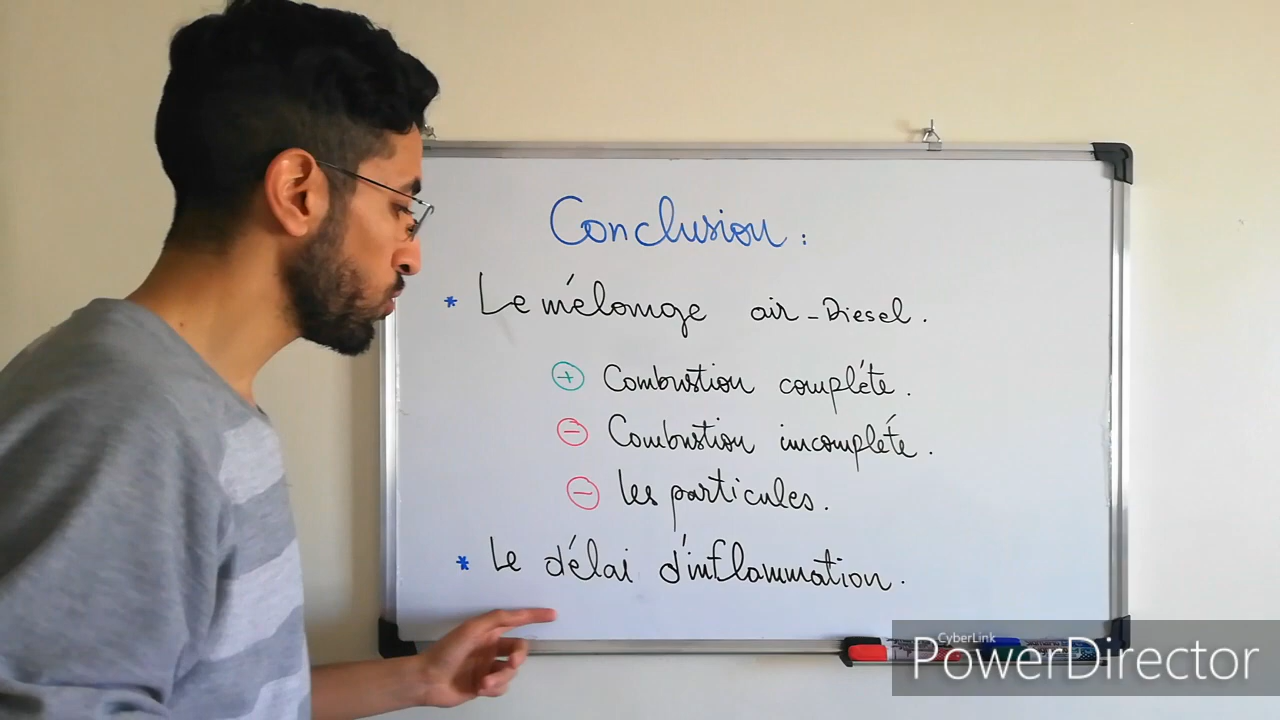 Conclusion :
* Le mélange air-Diesel.
+ Combustion complète.
- Combustion incomplète.
- les particules.
* Le délai d'inflammation.
CyberLink
PowerDirector